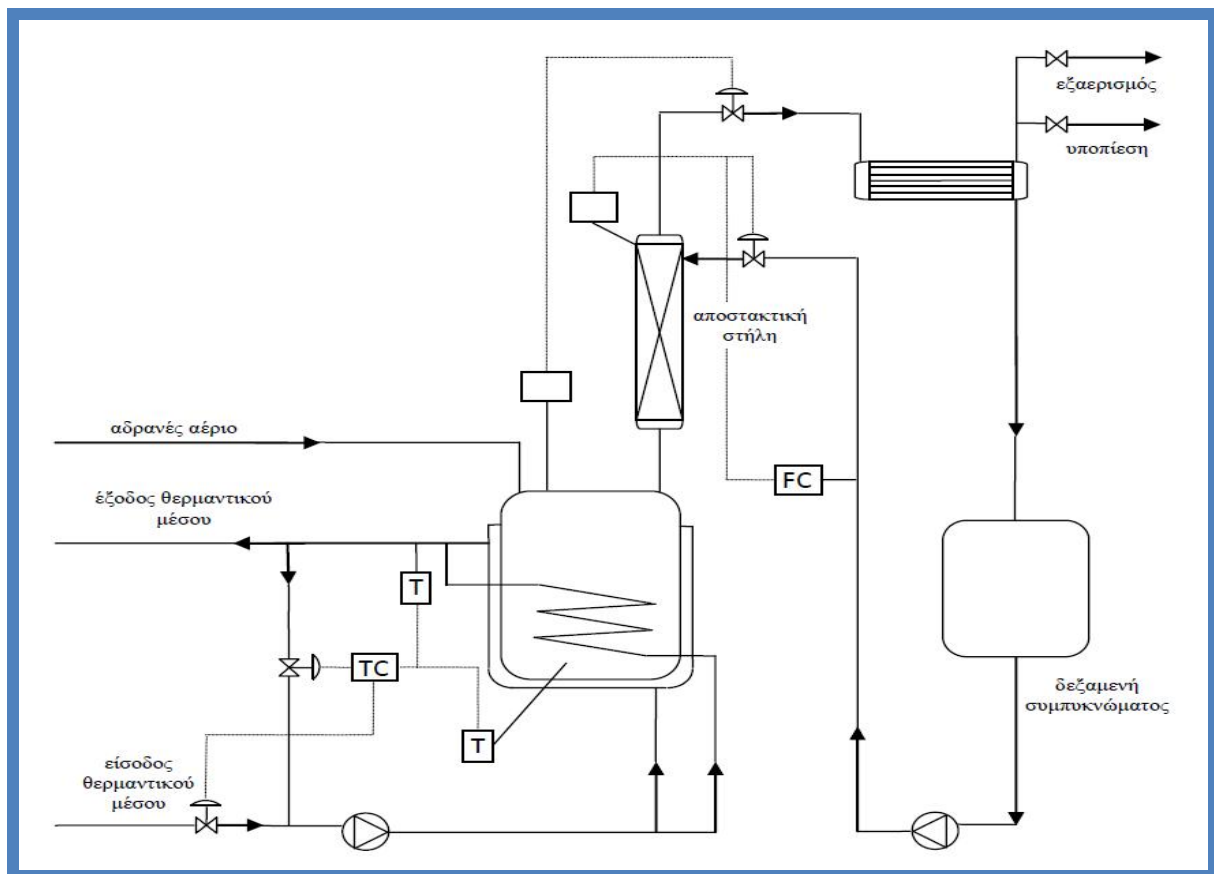 εξαερισμός
υποπίεση
αποστακτική
στήλη
αδρανές αέριο
FC
έξοδος θερμαντικού
μέσου
T
TC
T
δεξαμενή
συμπυκνώματος
είσοδος
θερμαντικού
μέσου